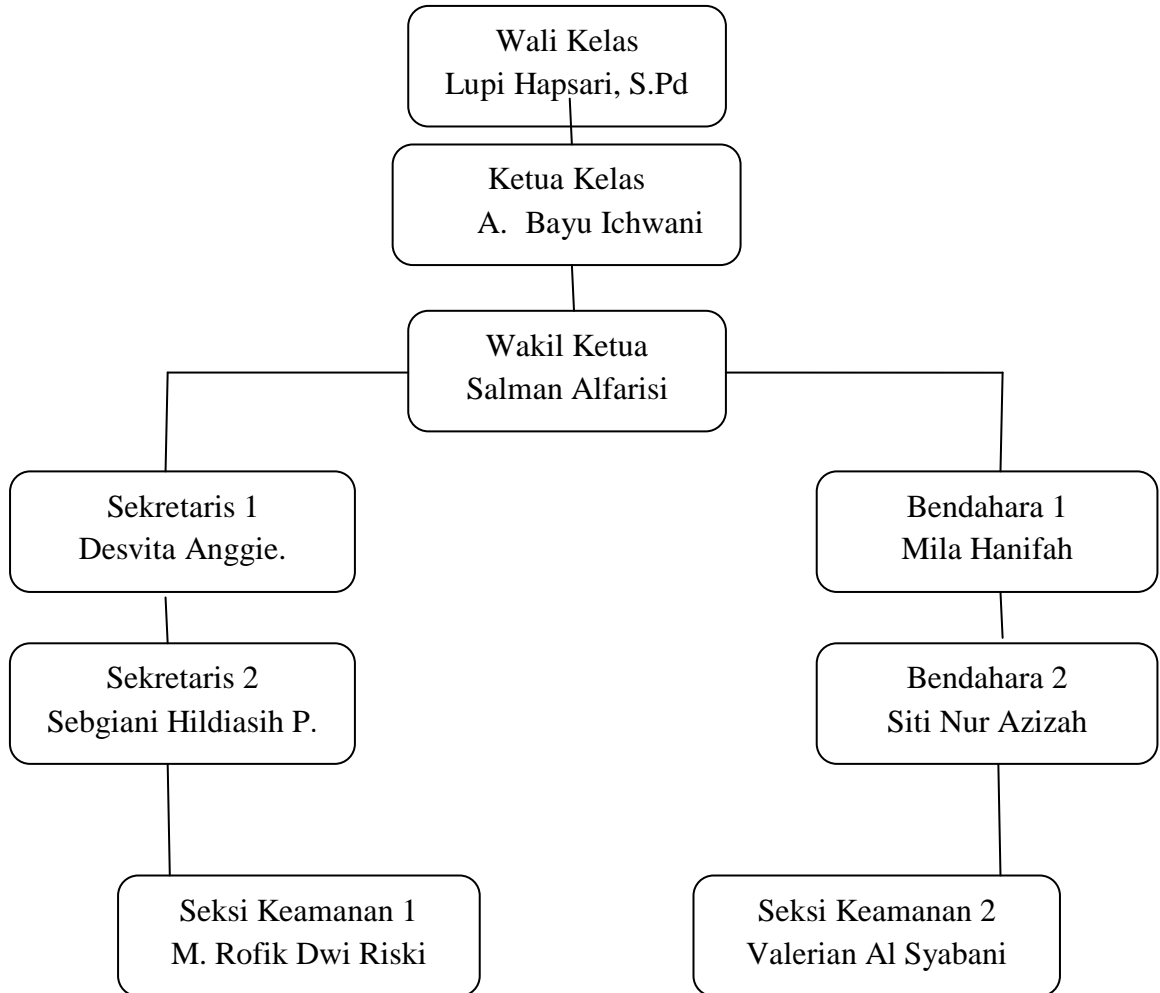 Wali Kelas
Lupi Hapsari, S.Pd
Ketua Kelas
A. Bayu Ichwani
Wakil Ketua
Salman Alfarisi
Sekretaris 1
Desvita Anggie.
Bendahara 1
Mila Hanifah
Sekretaris 2
Sebgiani Hildiasih P.
Bendahara 2
Siti Nur Azizah
Seksi Keamanan 1
M. Rofik Dwi Riski
Seksi Keamanan 2
Valerian Al Syabani